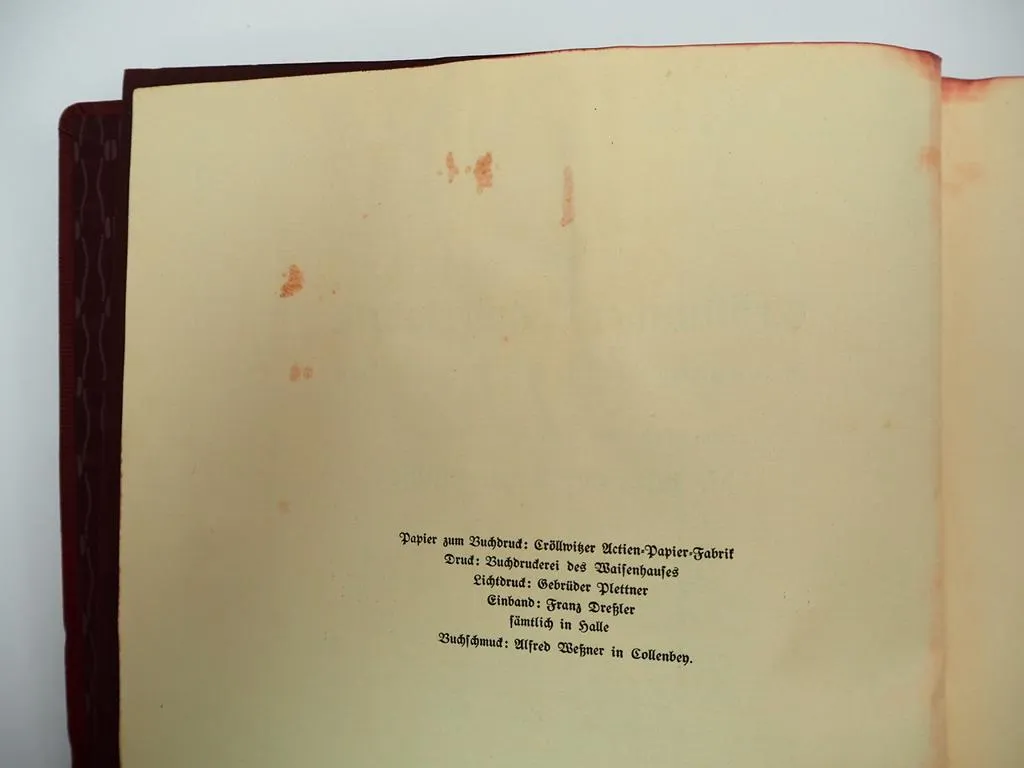 Papier zum Buchdruck: Cröllwitzer Actien-Papier-Fabrik
Druck: Buchdruckerei des Waisenhauses
Lichtdruck: Gebrüder Plettner
Einband: Franz Dreßler
sämtlich in Halle
Buchschmuck: Alfred Weßner in Collenbey.